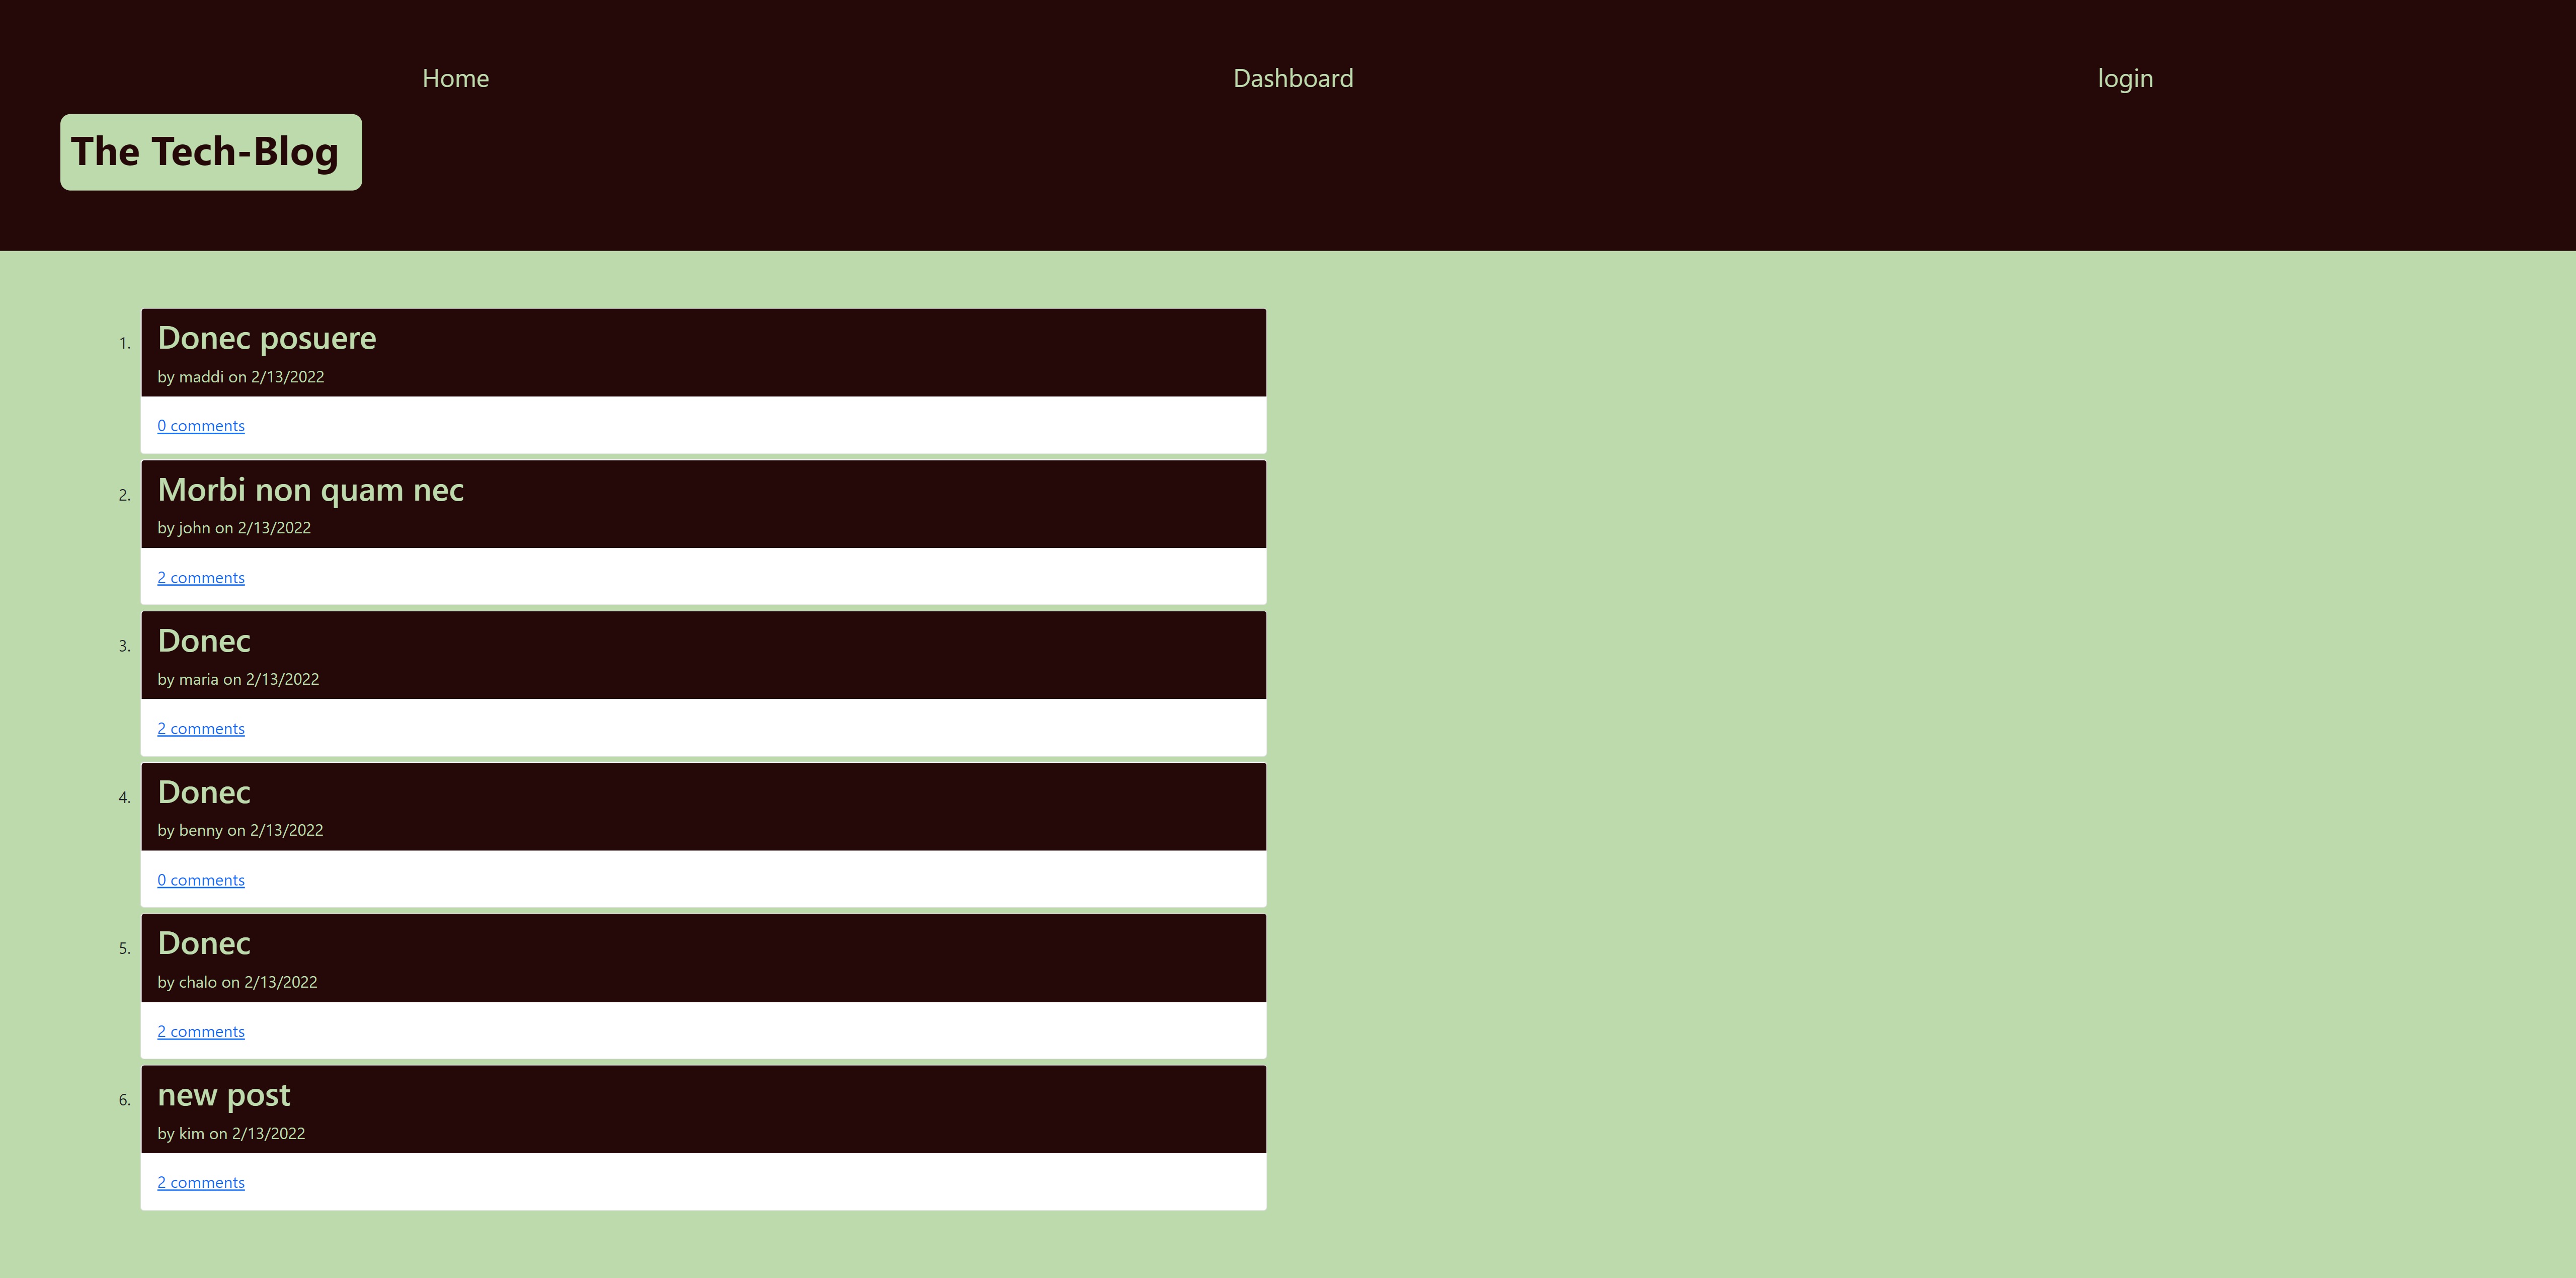 Home Dashboard login
The Tech-Blog
1. Donec posuere
by maddi on 2/13/2022
0 comments
2. Morbi non quam nec
by john on 2/13/2022
2 comments
3. Donec
by maria on 2/13/2022
2 comments
4. Donec
by benny on 2/13/2022
0 comments
5. Donec
by chalo on 2/13/2022
2 comments
6. new post
by kim on 2/13/2022
2 comments